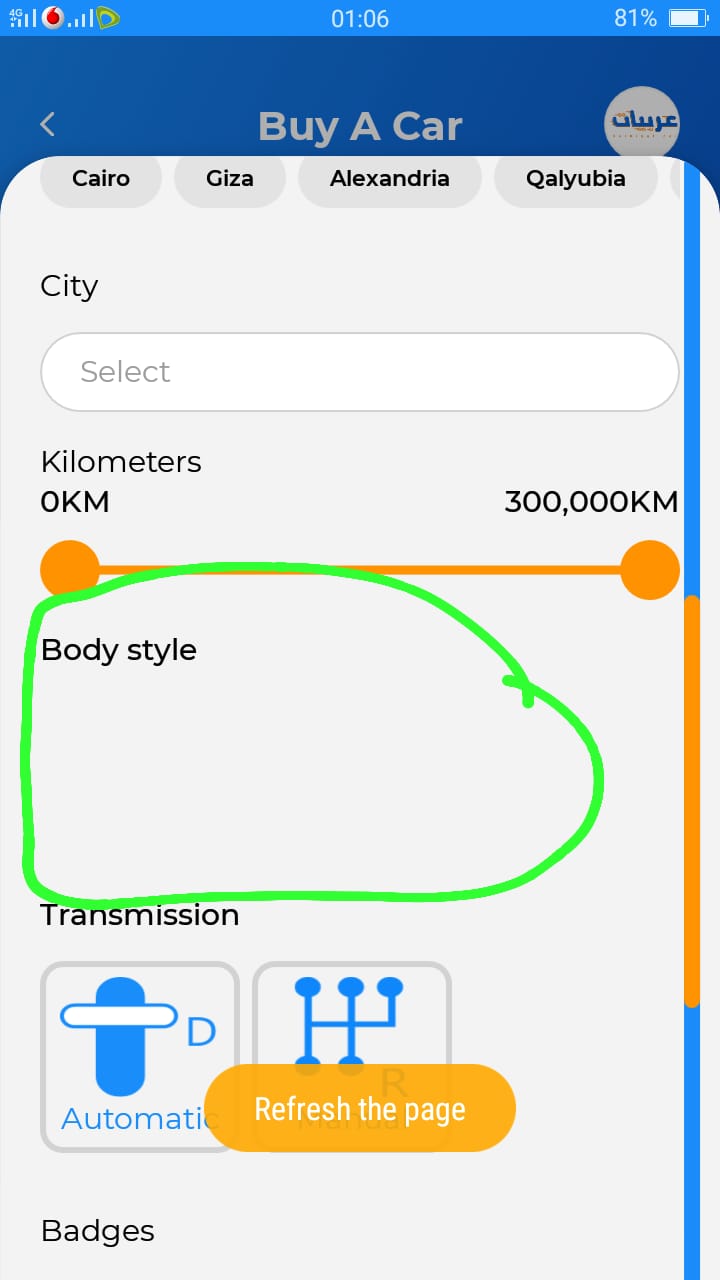 4G 01:06 81%
Buy A Car
عربيات
Cairo Giza Alexandria Qalyubia
City
Select
Kilometers
0KM 300,000KM
Body style
Transmission
D
R
Automatic Manual
Refresh the page
Badges